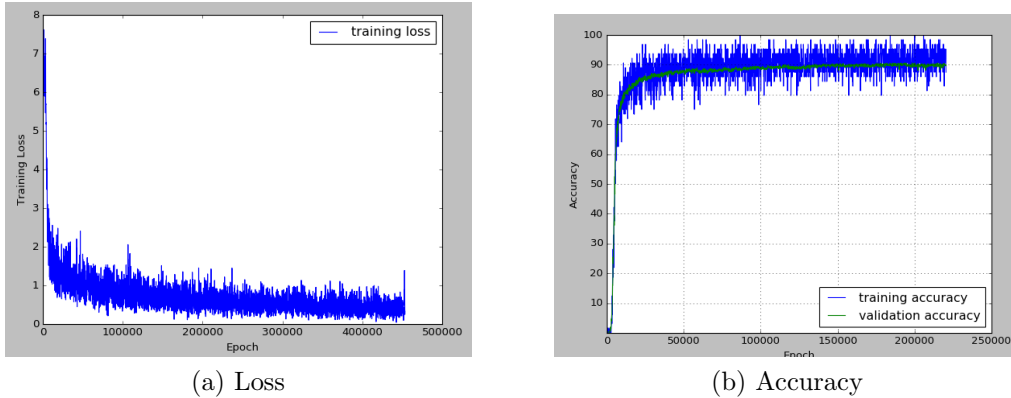 8
7
6
5
4
3
2
1
0
Training Loss
training loss
0 100000 200000 300000 400000 500000
Epoch
(a) Loss
100
90
80
70
60
50
40
30
20
10
Accuracy
training accuracy
validation accuracy
0 50000 100000 150000 200000 250000
Epoch
(b) Accuracy